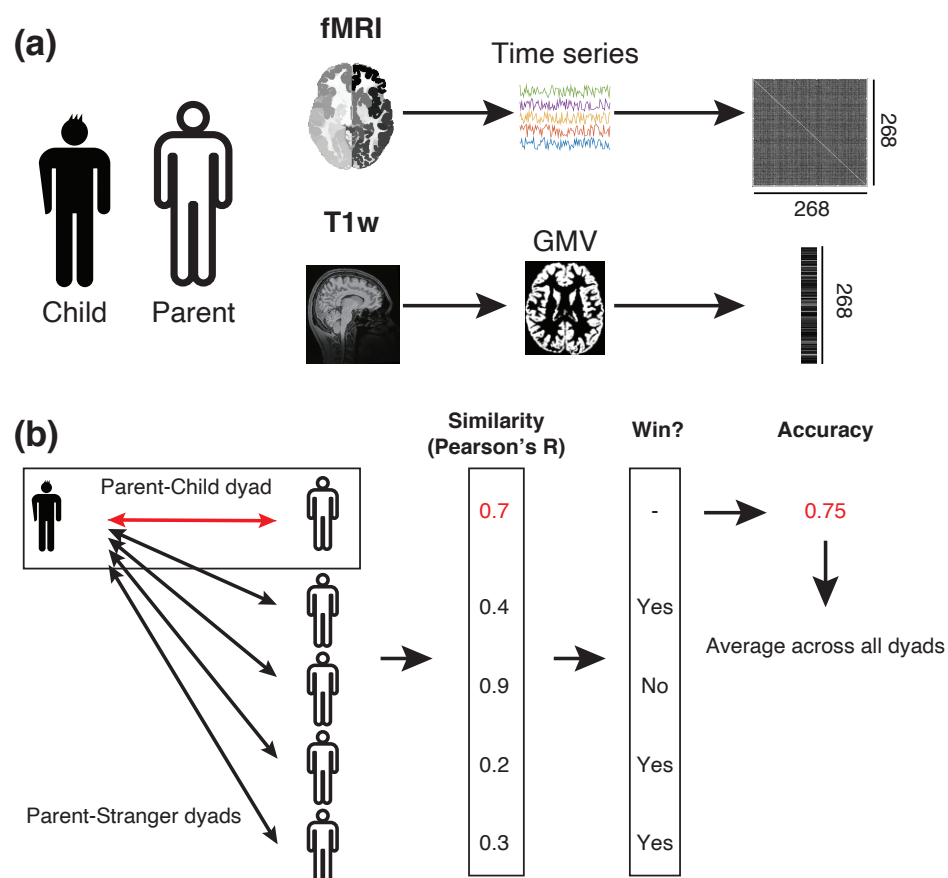 (a)
fMRI
Time series
268
268
T1w
GMV
268
Child
Parent
(b)
Similarity
(Pearson's R)
Win?
Accuracy
Parent-Child dyad
0.7
-
0.75
0.4
Yes
Average across all dyads
0.9
No
0.2
Yes
Parent-Stranger dyads
0.3
Yes